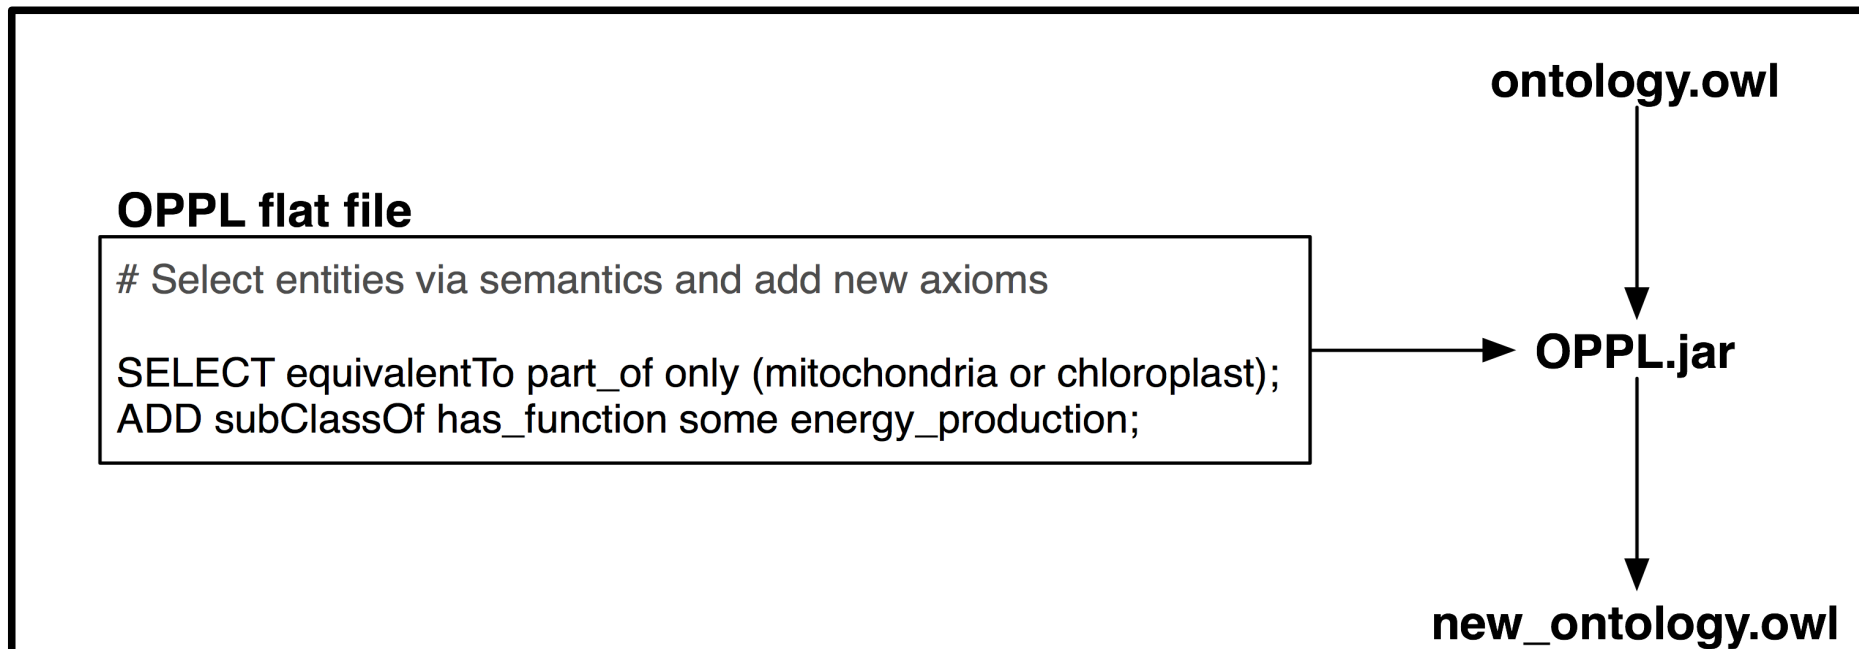 ontology.owl
OPPL flat file
# Select entities via semantics and add new axioms
SELECT equivalentTo part_of only (mitochondria or chloroplast);
ADD subClassOf has_function some energy_production;
OPPL.jar
new_ontology.owl